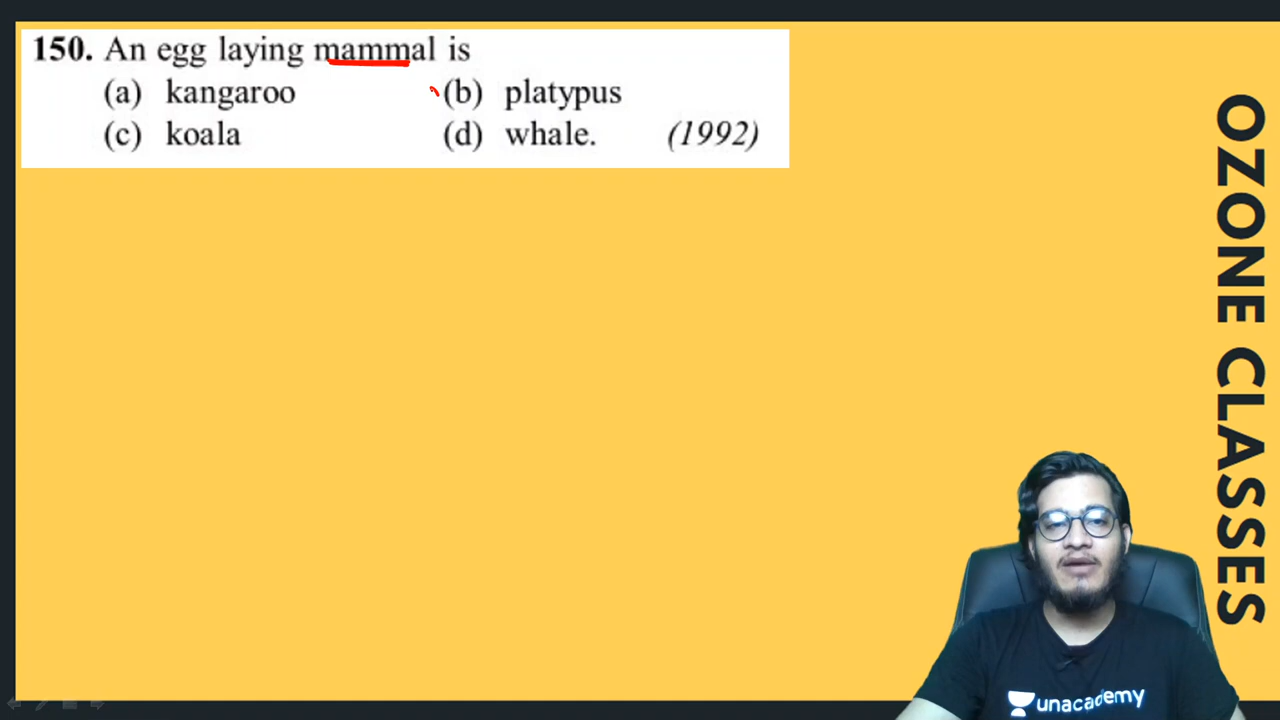 150. An egg laying mammal is
(a) kangaroo (b) platypus
(c) koala (d) whale. (1992)
OZONE CLASSES
unacademy